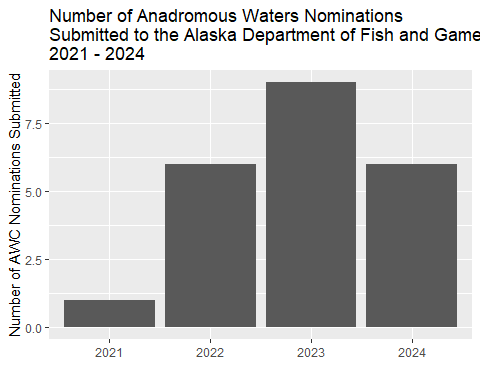 Number of Anadromous Waters Nominations
Submitted to the Alaska Department of Fish and Game
2021 - 2024
Number of AWC Nominations Submitted
7.5
5.0
2.5
0.0
2021 2022 2023 2024